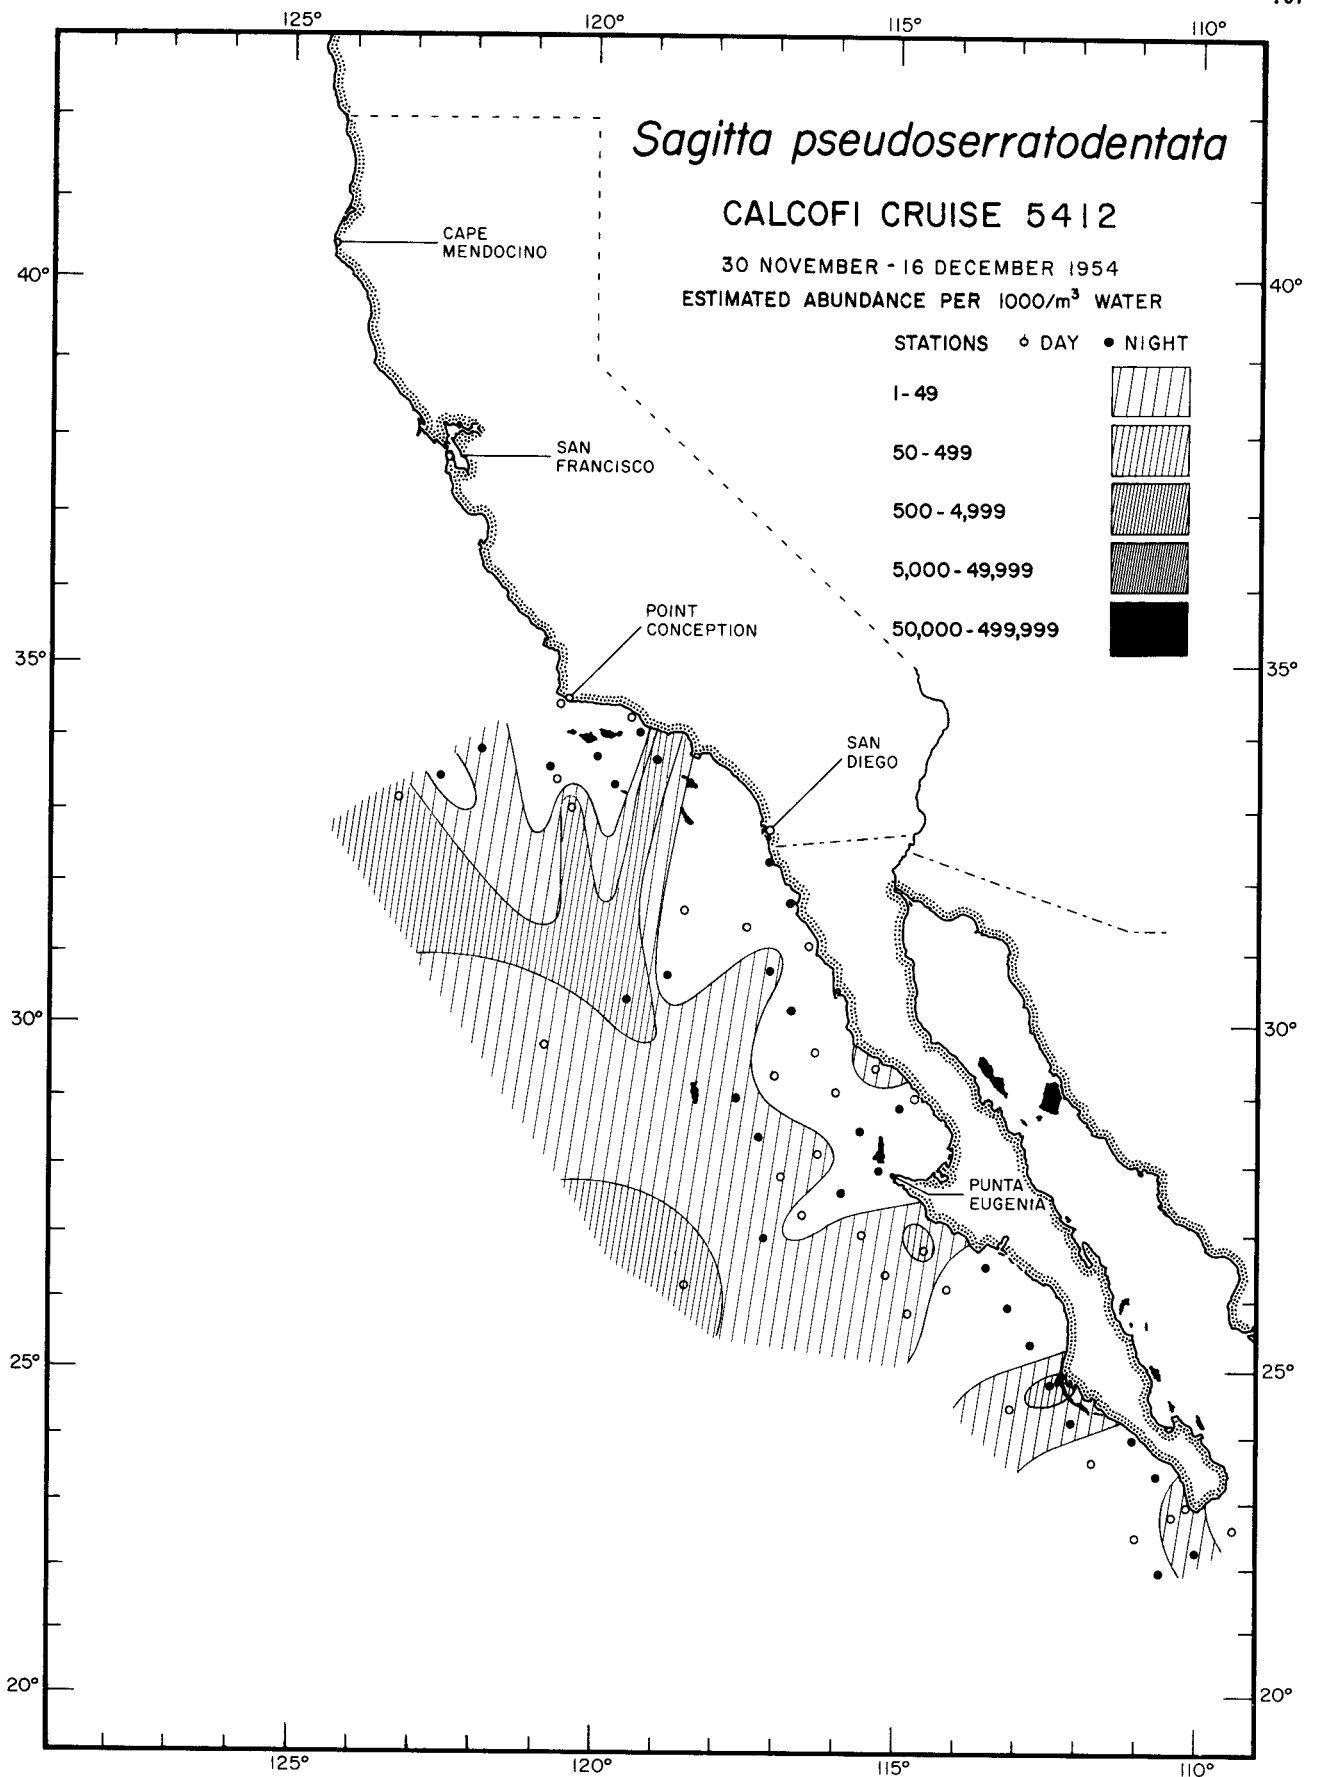 125°
120°
115°
110°
Sagitta pseudoserratodentata
CALCOFI CRUISE 5412
30 NOVEMBER - 16 DECEMBER 1954
ESTIMATED ABUNDANCE PER 1000/m³ WATER
STATIONS DAY NIGHT
1-49
50-499
500-4,999
5,000-49,999
50,000-499,999
CAPE
MENDOCINO
40°
40°
SAN
FRANCISCO
POINT
CONCEPTION
35°
35°
SAN
DIEGO
30°
30°
PUNTA
EUGENIA
25°
25°
20°
20°
125°
120°
115°
110°